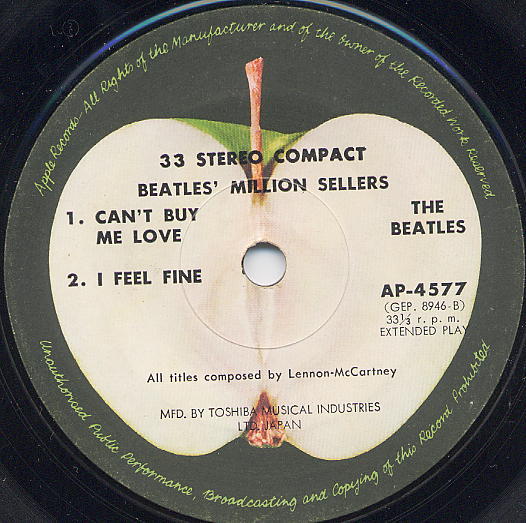 Apple Records—All Rights of the Manufacturer and of the Owner of the Recorded Work Reserved
33 STEREO COMPACT
BEATLES' MILLION SELLERS
1. CAN'T BUY
ME LOVE
THE
BEATLES
2. I FEEL FINE
AP-4577
(GEP. 8946-B)
33⅓ r. p. m.
EXTENDED PLAY
All titles composed by Lennon-McCartney
MFD. BY TOSHIBA MUSICAL INDUSTRIES
LTD. JAPAN
Unauthorised Public Performance, Broadcasting and Copying of this Record Prohibited